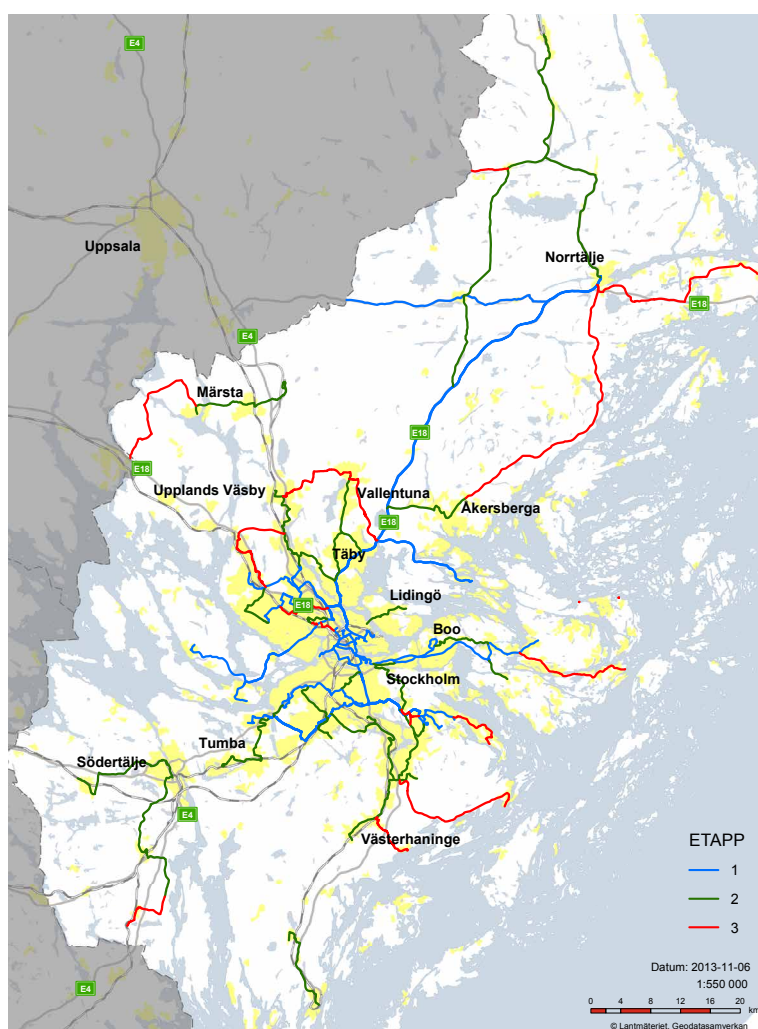 E4
Uppsala
Norrtälje
E18
E4
Märsta
E18
E18
Upplands Väsby
Vallentuna
Åkersberga
E18
Täby
Lidingö
E18
Boo
Stockholm
Tumba
Södertälje
E4
Västerhaninge
ETAPP
1
2
3
Datum: 2013-11-06
1:550 000
0 4 8 12 16 20 km
© Lantmäteriet, Geodatasamverkan
E4